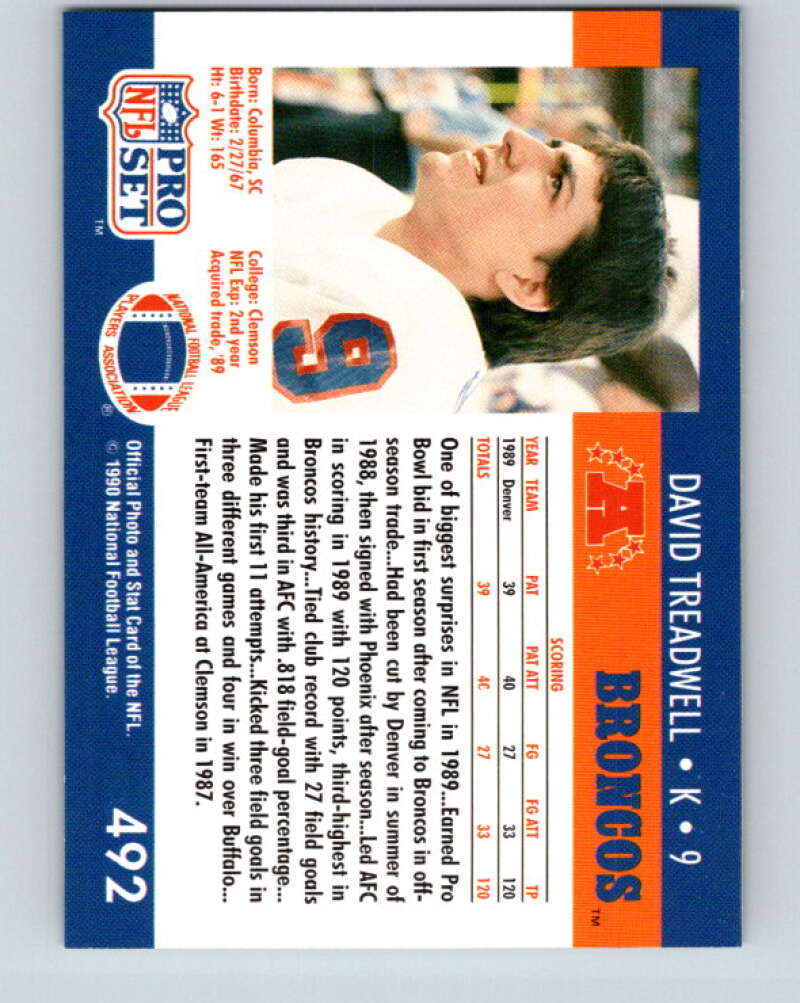 DAVID TREADWELL • K • 9
A
BRONCOS™
9
SCORING
YEAR TEAM PAT PAT ATT FG FG ATT TP
1989 Denver 39 40 27 33 120
TOTALS 39 4C 27 33 120
One of biggest surprises in NFL in 1989...Earned Pro
Bowl bid in first season after coming to Broncos in off-
season trade...Had been cut by Denver in summer of
1988, then signed with Phoenix after season...Led AFC
in scoring in 1989 with 120 points, third-highest in
Broncos history...Tied club record with 27 field goals
and was third in AFC with .818 field-goal percentage...
Made his first 11 attempts...Kicked three field goals in
three different games and four in win over Buffalo...
First-team All-America at Clemson in 1987.
Born: Columbia, SC
Birthdate: 2/27/67
Ht: 6-1 Wt: 165
College: Clemson
NFL Exp: 2nd year
Acquired trade, '89
NFL
PRO
SET
™
NATIONAL FOOTBALL LEAGUE
PLAYERS ASSOCIATION
®
Official Photo and Stat Card of the NFL.
© 1990 National Football League.
492